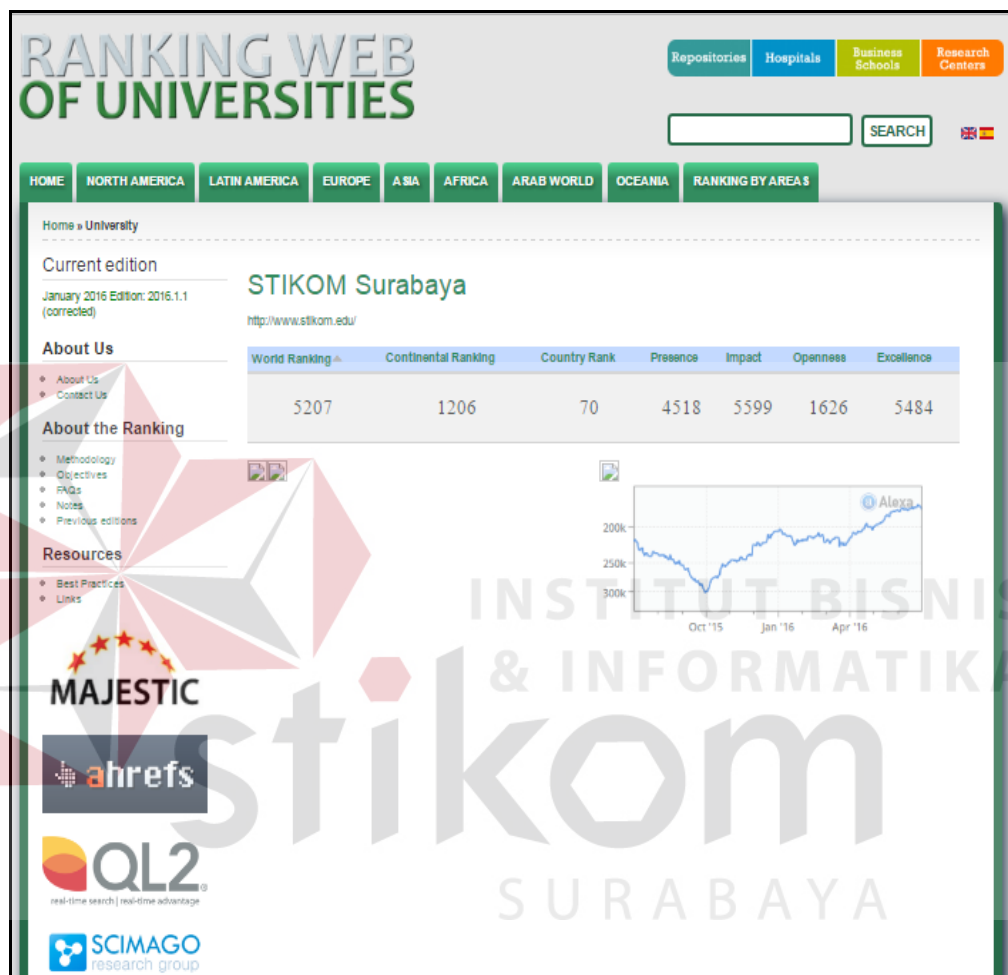 RANKING WEB
OF UNIVERSITIES
Repositories
Hospitals
Business Schools
Research Centers
SEARCH
HOME NORTH AMERICA LATIN AMERICA EUROPE ASIA AFRICA ARAB WORLD OCEANIA RANKING BY AREAS
Home » University
Current edition
January 2016 Edition: 2016.1.1
(corrected)
About Us
About Us
Contact Us
About the Ranking
Methodology
Objectives
FAQs
Notes
Previous editions
Resources
Best Practices
Links
MAJESTIC
ahrefs
QL2
real-time search | real-time advantage
SCIMAGO
research group
STIKOM Surabaya
http://www.stikom.edu/
World Ranking Continental Ranking Country Rank Presence Impact Openness Excellence
5207 1206 70 4518 5599 1626 5484
Alexa
200k
250k
300k
Oct '15 Jan '16 Apr '16
INSTITUT BISNIS
& INFORMATIKA
stikom
SURABAYA